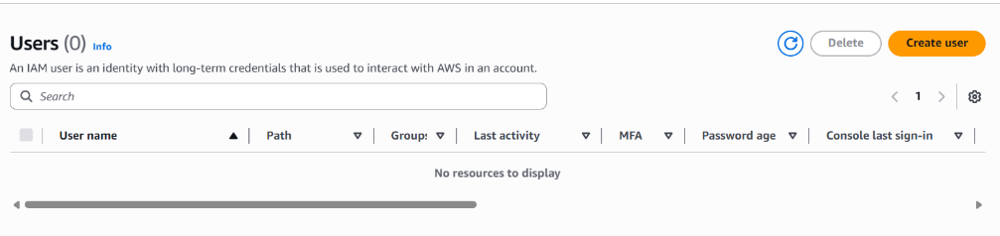 Users (0) Info
Delete
Create user
An IAM user is an identity with long-term credentials that is used to interact with AWS in an account.
Search
1
User name Path Group: Last activity MFA Password age Console last sign-in
No resources to display